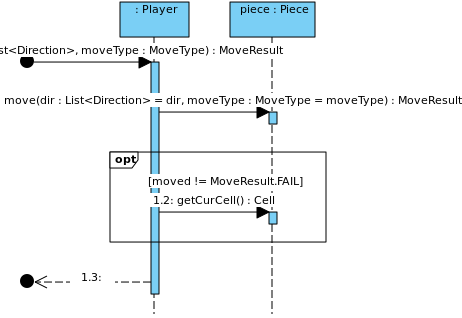 : Player
piece : Piece
st<Direction>, moveType : MoveType) : MoveResult
move(dir : List<Direction> = dir, moveType : MoveType = moveType) : MoveResult
opt
[moved != MoveResult.FAIL]
1.2: getCurCell() : Cell
1.3: